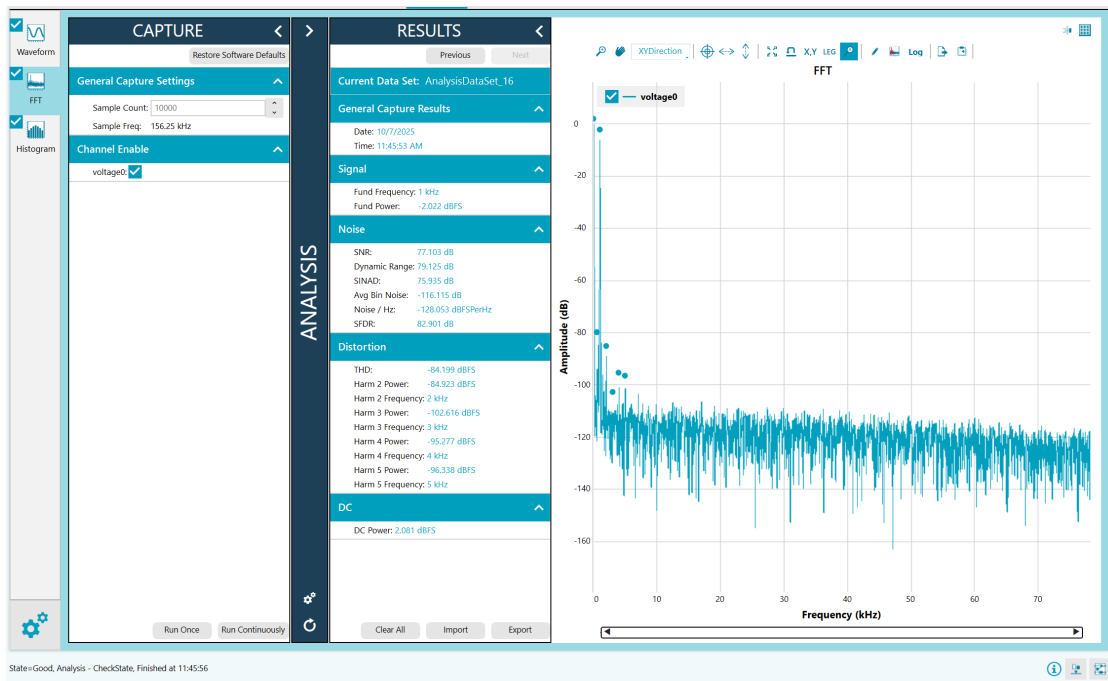 Waveform
FFT
Histogram
CAPTURE
Restore Software Defaults
General Capture Settings
Sample Count: 10000
Sample Freq: 156.25 kHz
Channel Enable
voltage0:
Run Once Run Continuously
ANALYSIS
RESULTS
Previous Next
Current Data Set: AnalysisDataSet_16
General Capture Results
Date: 10/7/2025
Time: 11:45:53 AM
Signal
Fund Frequency: 1 kHz
Fund Power: -2.022 dBFS
Noise
SNR: 77.103 dB
Dynamic Range: 79.125 dB
SINAD: 75.935 dB
Avg Bin Noise: -116.115 dB
Noise / Hz: -128.053 dBFSPerHz
SFDR: 82.901 dB
Distortion
THD: -84.199 dBFS
Harm 2 Power: -84.923 dBFS
Harm 2 Frequency: 2 kHz
Harm 3 Power: -102.616 dBFS
Harm 3 Frequency: 3 kHz
Harm 4 Power: -95.277 dBFS
Harm 4 Frequency: 4 kHz
Harm 5 Power: -96.338 dBFS
Harm 5 Frequency: 5 kHz
DC
DC Power: 2.081 dBFS
Clear All Import Export
XYDirection X,Y LEG Log
FFT
voltage0
Amplitude (dB)
0
-20
-40
-60
-80
-100
-120
-140
-160
0 10 20 30 40 50 60 70
Frequency (kHz)
State=Good, Analysis - CheckState, Finished at 11:45:56